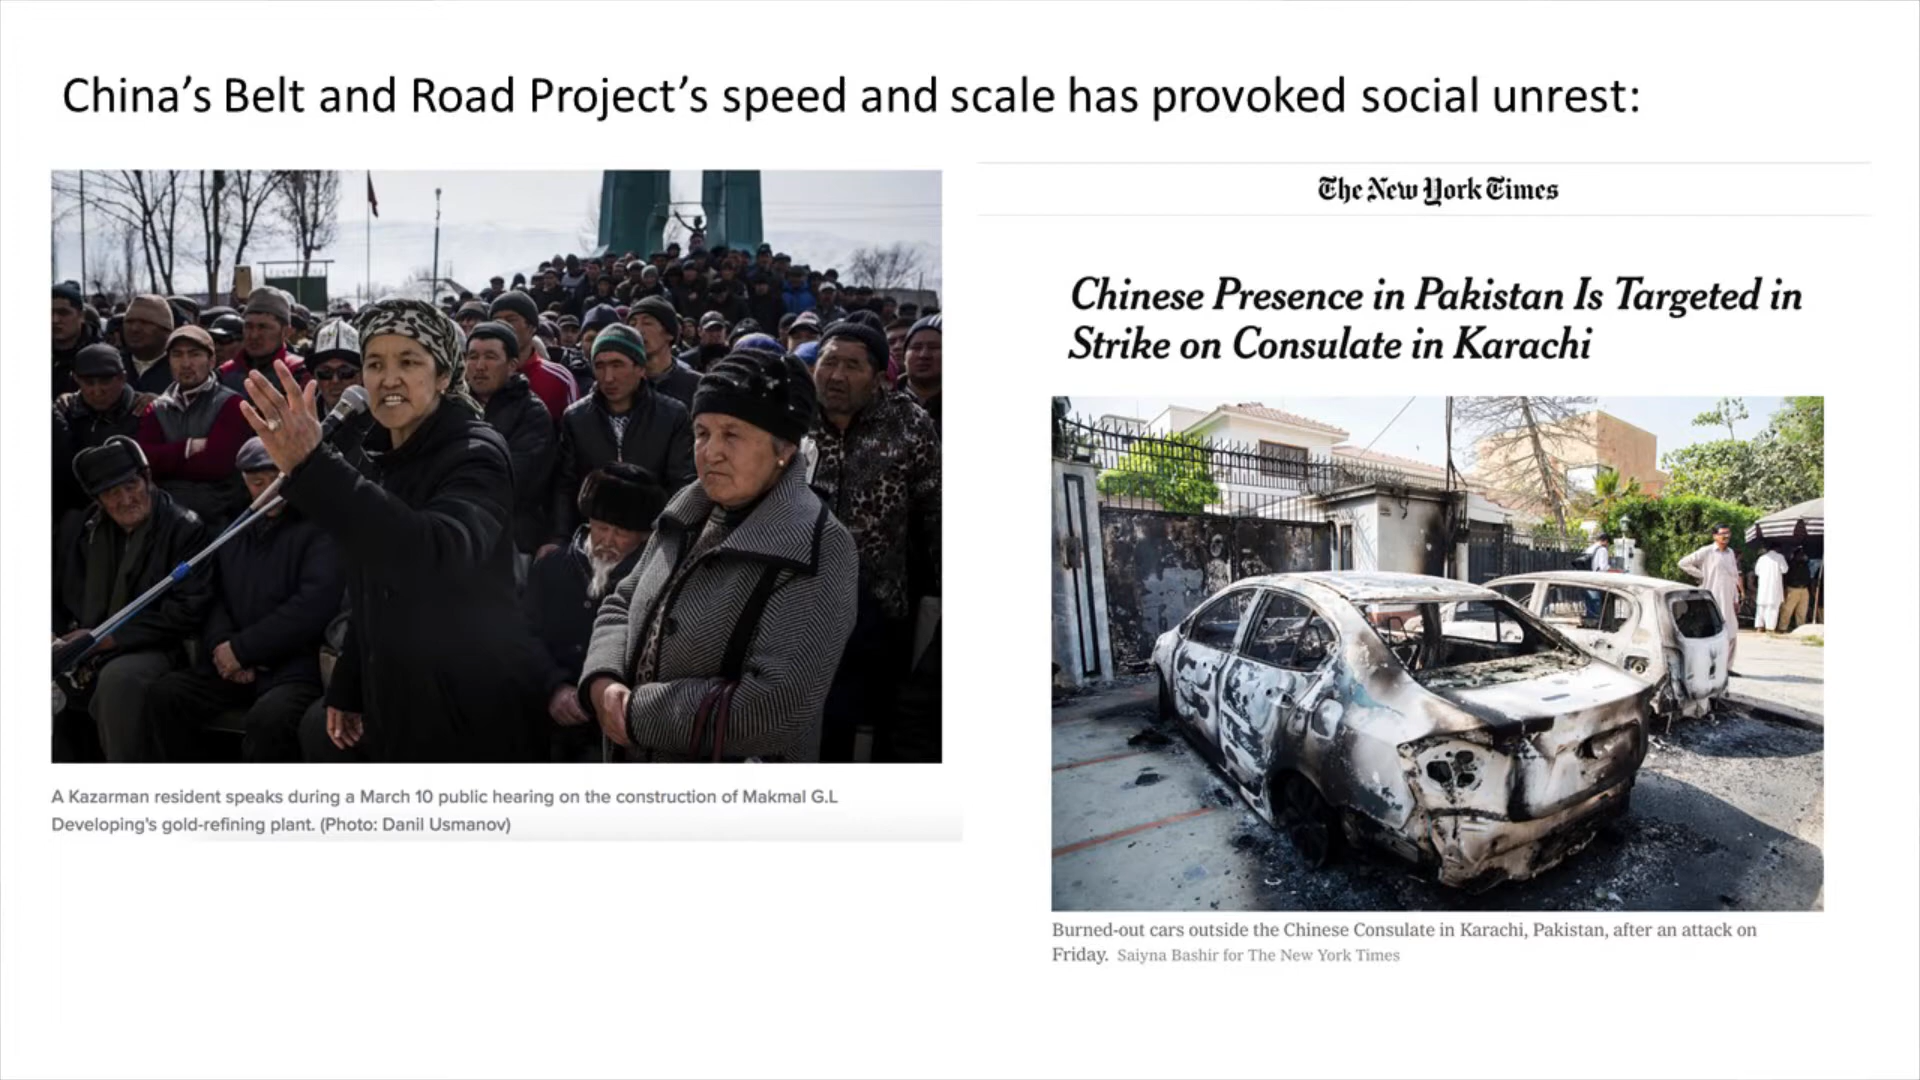 China’s Belt and Road Project’s speed and scale has provoked social unrest:
A Kazarman resident speaks during a March 10 public hearing on the construction of Makmal G.L
Developing's gold-refining plant. (Photo: Danil Usmanov)
The New York Times
Chinese Presence in Pakistan Is Targeted in
Strike on Consulate in Karachi
Burned-out cars outside the Chinese Consulate in Karachi, Pakistan, after an attack on
Friday. Saiyna Bashir for The New York Times